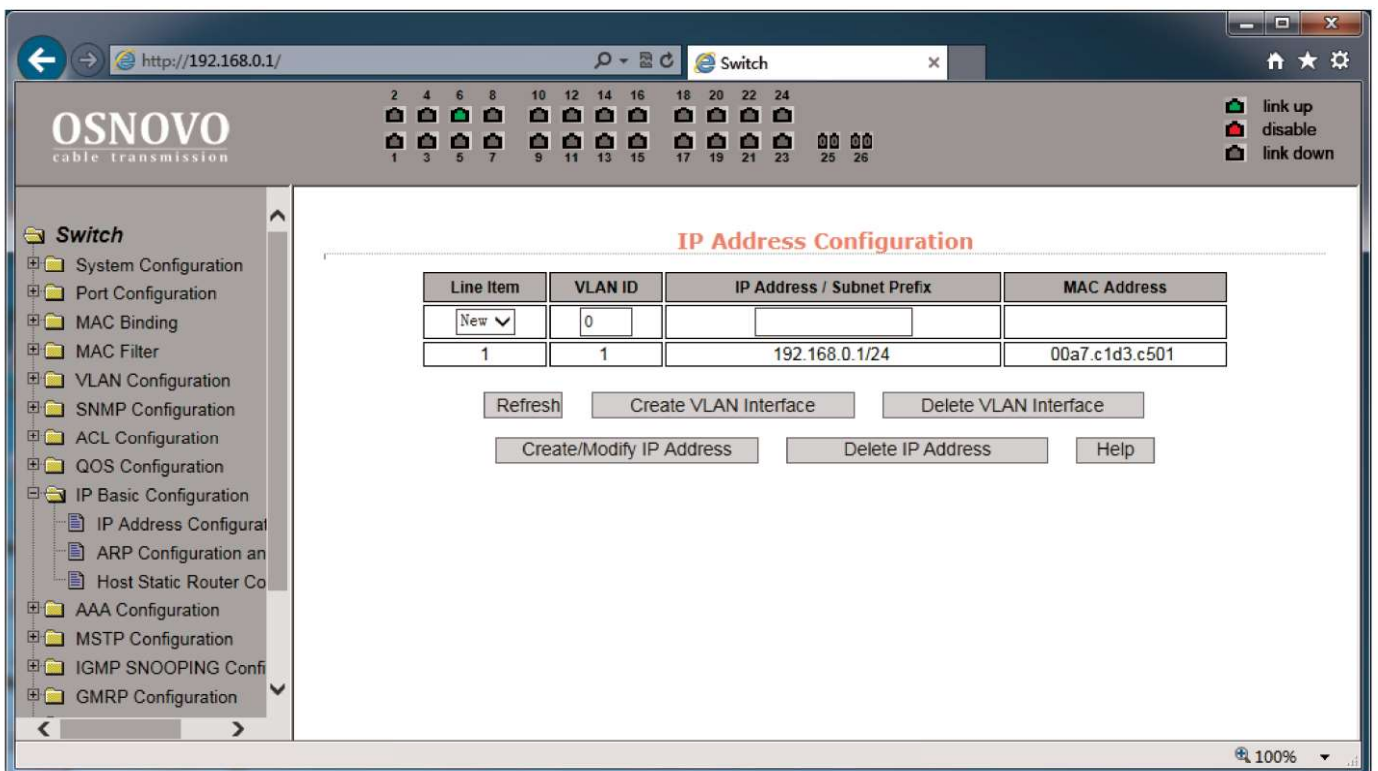 http://192.168.0.1/
Switch
OSNOVO
cable transmission
2 4 6 8 10 12 14 16 18 20 22 24
1 3 5 7 9 11 13 15 17 19 21 23 25 26
link up
disable
link down
Switch
System Configuration
Port Configuration
MAC Binding
MAC Filter
VLAN Configuration
SNMP Configuration
ACL Configuration
QOS Configuration
IP Basic Configuration
IP Address Configurat
ARP Configuration an
Host Static Router Co
AAA Configuration
MSTP Configuration
IGMP SNOOPING Confi
GMRP Configuration
IP Address Configuration
Line Item VLAN ID IP Address / Subnet Prefix MAC Address
New 0
1 1 192.168.0.1/24 00a7.c1d3.c501
Refresh Create VLAN Interface Delete VLAN Interface
Create/Modify IP Address Delete IP Address Help
100%